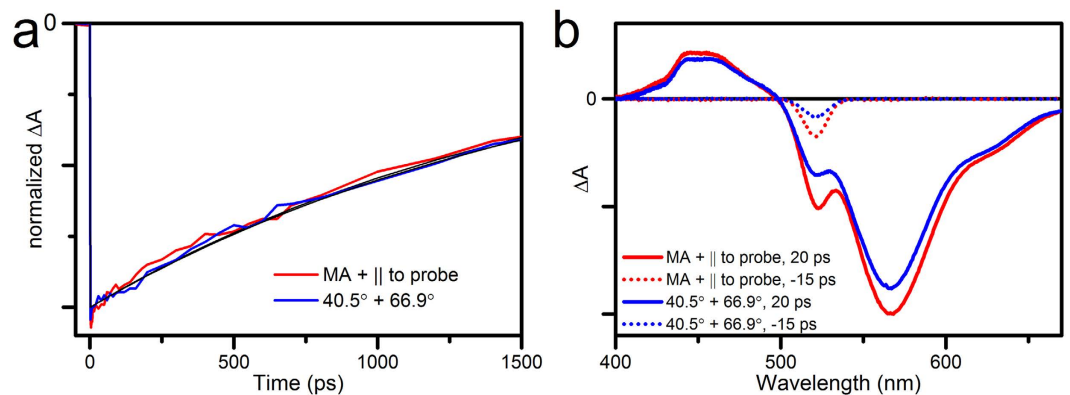 a
0
normalized ΔA
MA + || to probe
40.5° + 66.9°
0
500
1000
1500
Time (ps)
b
0
ΔA
MA + || to probe, 20 ps
MA + || to probe, -15 ps
40.5° + 66.9°, 20 ps
40.5° + 66.9°, -15 ps
400
500
600
Wavelength (nm)